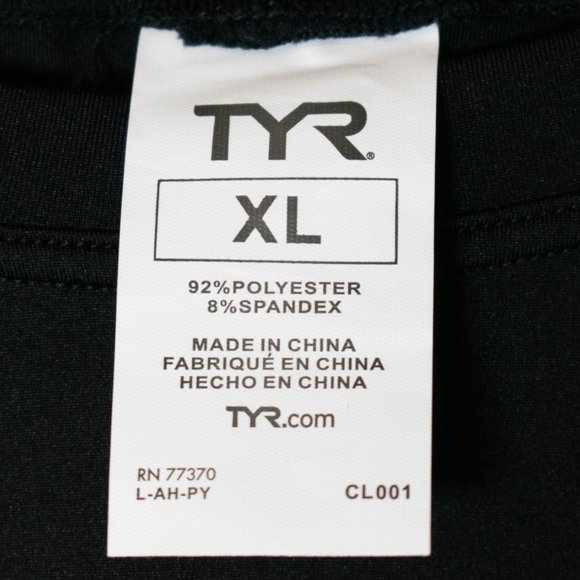 TYR®
XL
92%POLYESTER
8%SPANDEX
MADE IN CHINA
FABRIQUÉ EN CHINA
HECHO EN CHINA
TYR.com
RN 77370
L-AH-PY CL001